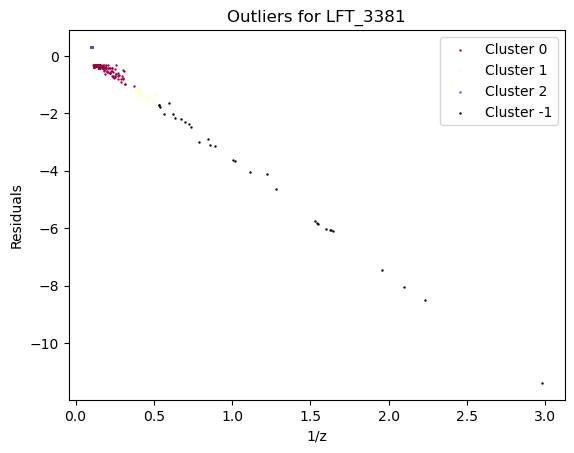 Outliers for LFT_3381
Cluster 0
Cluster 1
Cluster 2
Cluster -1
Residuals
0
−2
−4
−6
−8
−10
0.0 0.5 1.0 1.5 2.0 2.5 3.0
1/z